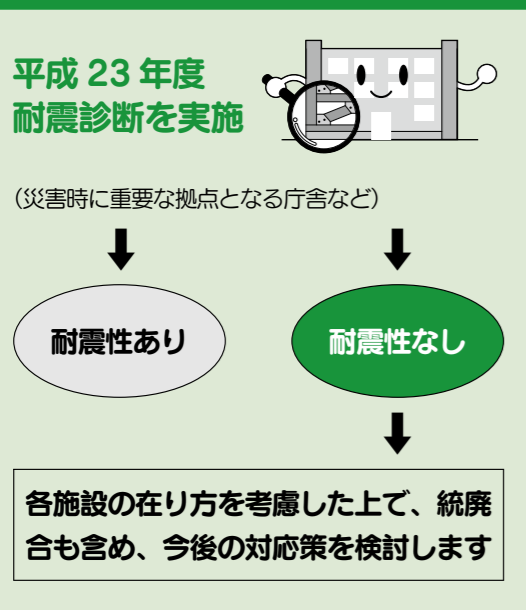 平成 23 年度
耐震診断を実施
(災害時に重要な拠点となる庁舎など)
耐震性あり
耐震性なし
各施設の在り方を考慮した上で、統廃
合も含め、今後の対応策を検討します